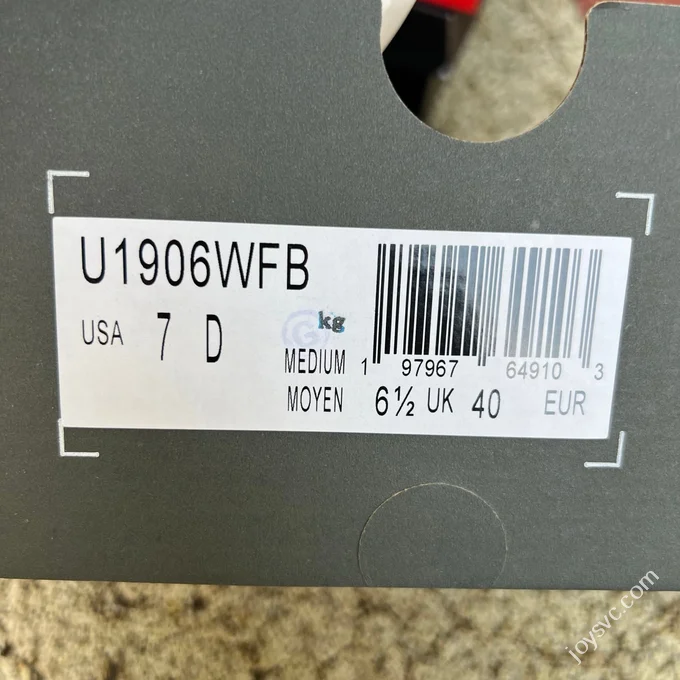 U1906WFB
USA 7 D
kg
MEDIUM
MOYEN
1 97967 64910 3
6½ UK 40 EUR
joysvc.com